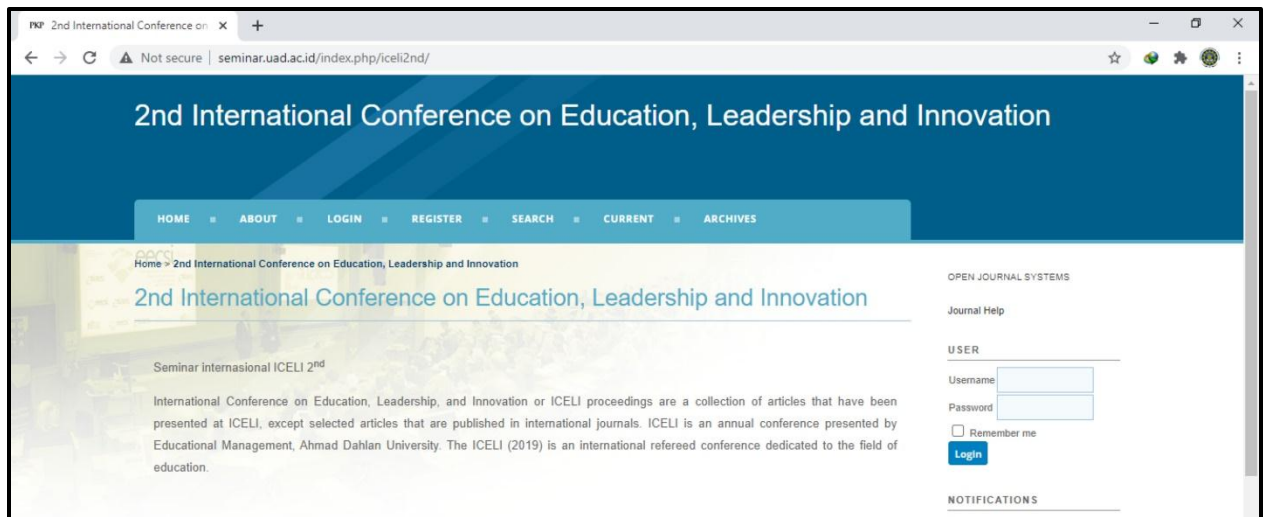 PKP 2nd International Conference on
Not secure | seminar.uad.ac.id/index.php/iceli2nd/
2nd International Conference on Education, Leadership and Innovation
HOME ABOUT LOGIN REGISTER SEARCH CURRENT ARCHIVES
Home > 2nd International Conference on Education, Leadership and Innovation
2nd International Conference on Education, Leadership and Innovation
Seminar internasional ICELI 2nd
International Conference on Education, Leadership, and Innovation or ICELI proceedings are a collection of articles that have been
presented at ICELI, except selected articles that are published in international journals. ICELI is an annual conference presented by
Educational Management, Ahmad Dahlan University. The ICELI (2019) is an international refereed conference dedicated to the field of
education.
OPEN JOURNAL SYSTEMS
Journal Help
USER
Username
Password
Remember me
Login
NOTIFICATIONS